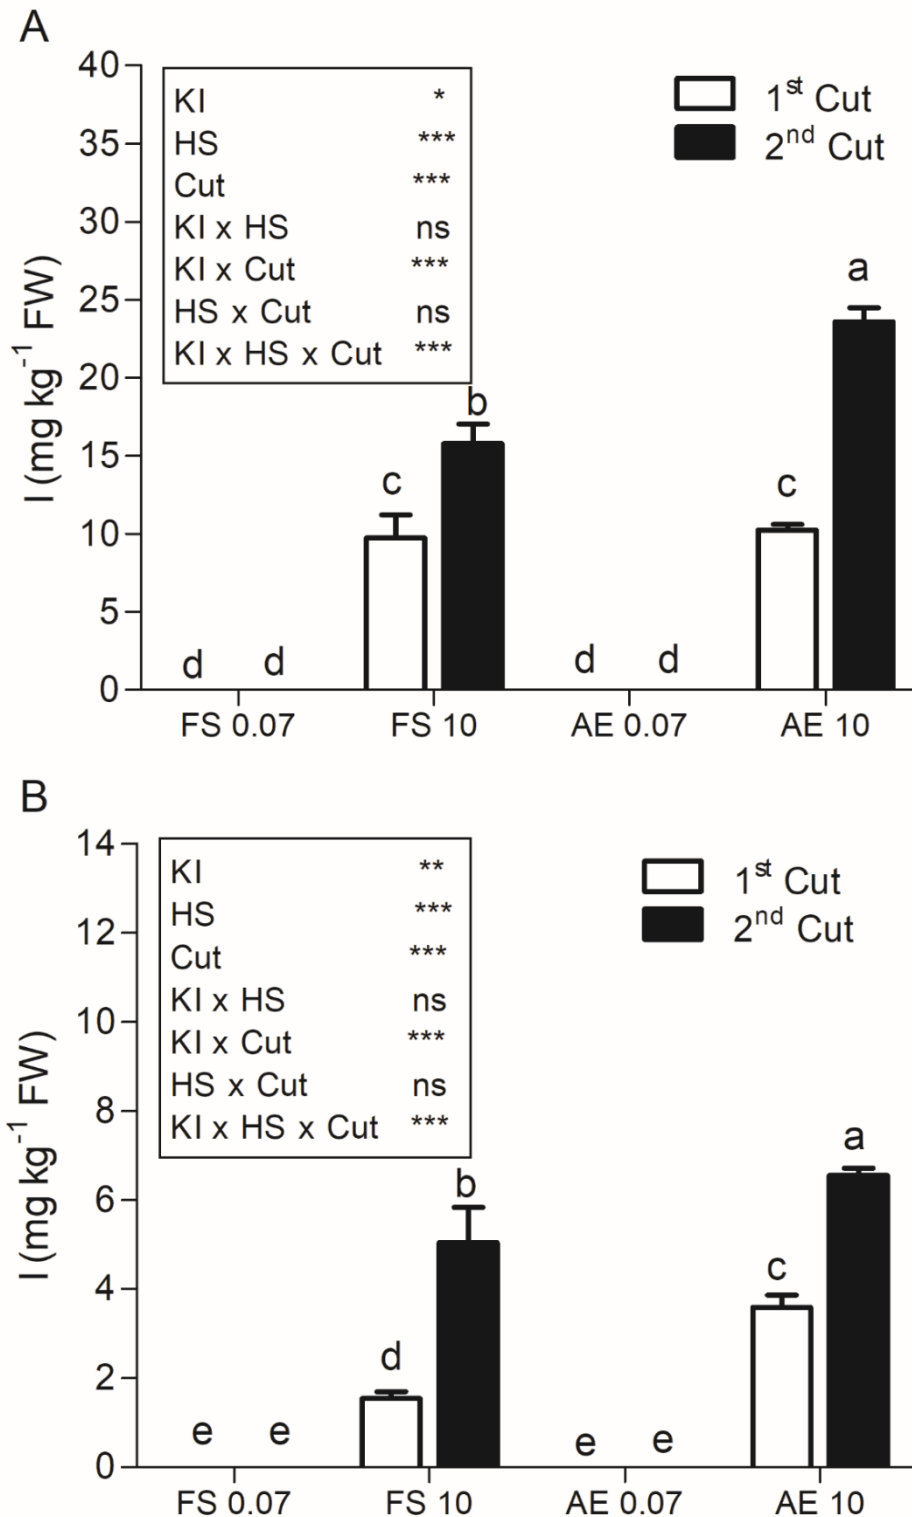 A
40
35
30
25
20
15
10
5
0
I (mg kg⁻¹ FW)
KI *
HS ***
Cut ***
KI x HS ns
KI x Cut ***
HS x Cut ns
KI x HS x Cut ***
1st Cut
2nd Cut
d d c b d d c a
FS 0.07 FS 10 AE 0.07 AE 10
B
14
12
10
8
6
4
2
0
I (mg kg⁻¹ FW)
KI **
HS ***
Cut ***
KI x HS ns
KI x Cut ***
HS x Cut ns
KI x HS x Cut ***
1st Cut
2nd Cut
e e d b e e c a
FS 0.07 FS 10 AE 0.07 AE 10